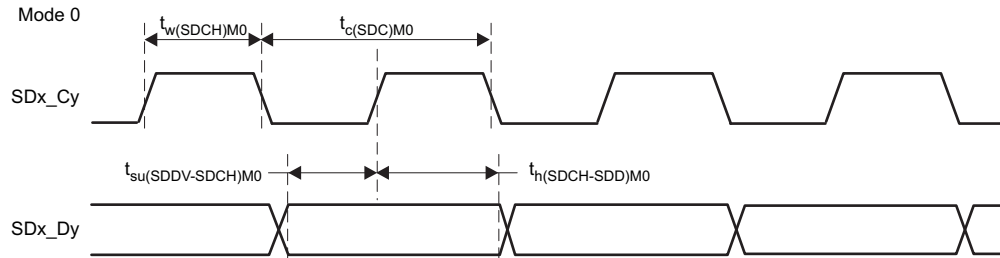 Mode 0
tw(SDCH)M0
tc(SDC)M0
SDx_Cy
tsu(SDDV-SDCH)M0
th(SDCH-SDD)M0
SDx_Dy